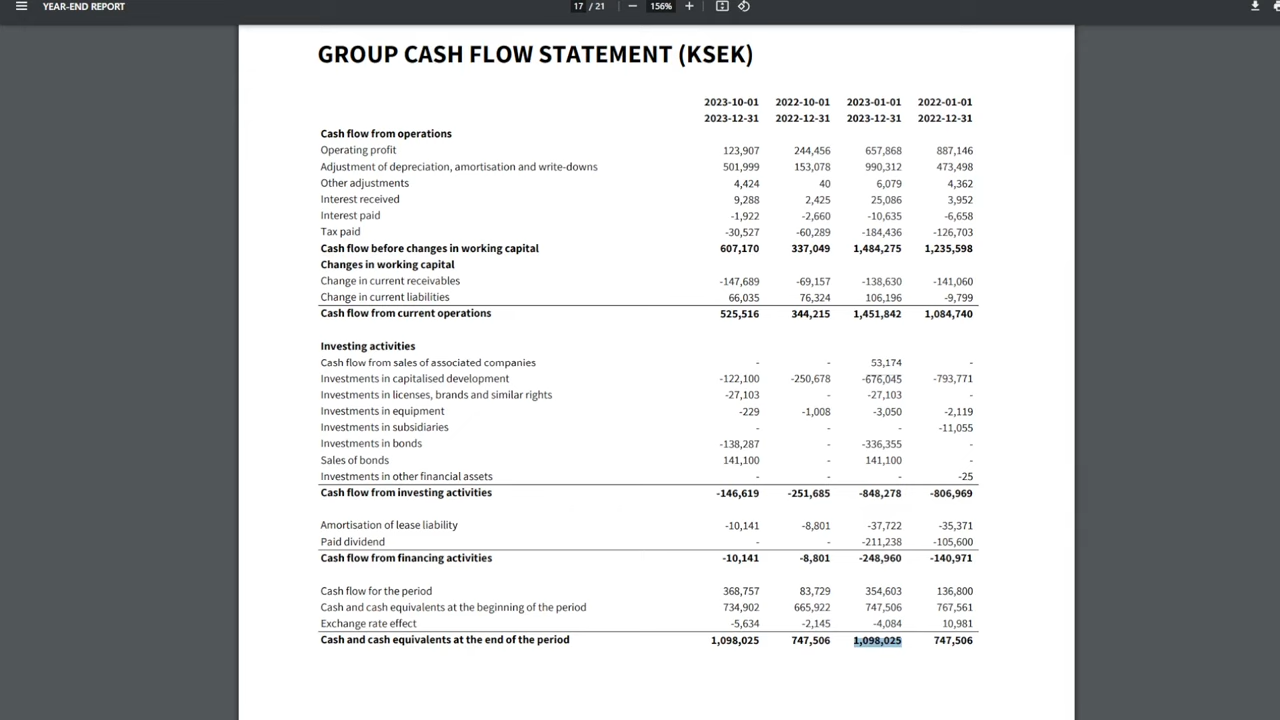 YEAR-END REPORT
17 / 21
156%
GROUP CASH FLOW STATEMENT (KSEK)
2023-10-01 2022-10-01 2023-01-01 2022-01-01
2023-12-31 2022-12-31 2023-12-31 2022-12-31
Cash flow from operations
Operating profit 123,907 244,456 657,868 887,146
Adjustment of depreciation, amortisation and write-downs 501,999 153,078 990,312 473,498
Other adjustments 4,424 40 6,079 4,362
Interest received 9,288 2,425 25,086 3,952
Interest paid -1,922 -2,660 -10,635 -6,658
Tax paid -30,527 -60,289 -184,436 -126,703
Cash flow before changes in working capital 607,170 337,049 1,484,275 1,235,598
Changes in working capital
Change in current receivables -147,689 -69,157 -138,630 -141,060
Change in current liabilities 66,035 76,324 106,196 -9,799
Cash flow from current operations 525,516 344,215 1,451,842 1,084,740
Investing activities
Cash flow from sales of associated companies - - 53,174 -
Investments in capitalised development -122,100 -250,678 -676,045 -793,771
Investments in licenses, brands and similar rights -27,103 - -27,103 -
Investments in equipment -229 -1,008 -3,050 -2,119
Investments in subsidiaries - - - -11,055
Investments in bonds -138,287 - -336,355 -
Sales of bonds 141,100 - 141,100 -
Investments in other financial assets - - - -25
Cash flow from investing activities -146,619 -251,685 -848,278 -806,969
Amortisation of lease liability -10,141 -8,801 -37,722 -35,371
Paid dividend - - -211,238 -105,600
Cash flow from financing activities -10,141 -8,801 -248,960 -140,971
Cash flow for the period 368,757 83,729 354,603 136,800
Cash and cash equivalents at the beginning of the period 734,902 665,922 747,506 767,561
Exchange rate effect -5,634 -2,145 -4,084 10,981
Cash and cash equivalents at the end of the period 1,098,025 747,506 1,098,025 747,506